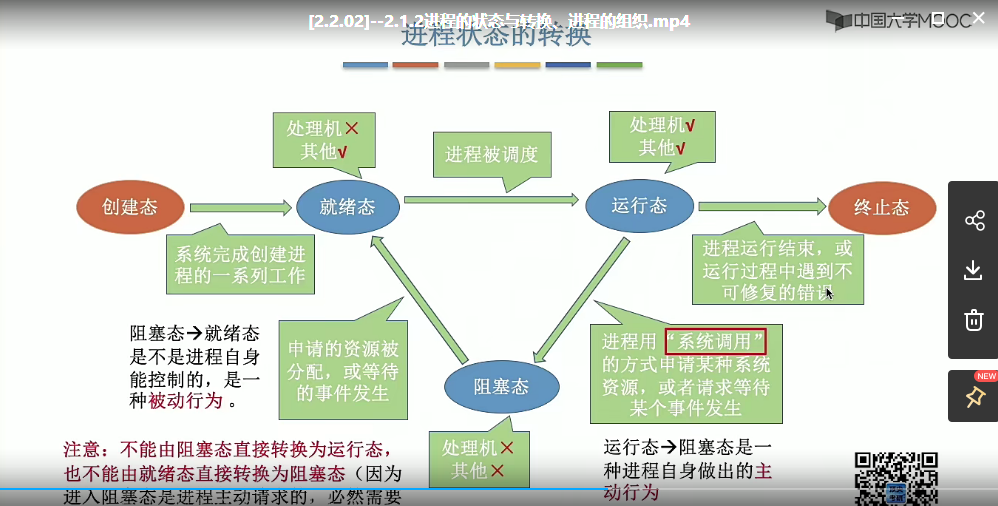 [2.2.02]--2.1.2进程的状态与转换、进程的组织.mp4
中国大学MOOC
进程状态的转换
处理机×
其他√
进程被调度
处理机√
其他√
创建态
就绪态
运行态
终止态
系统完成创建进
程的一系列工作
进程运行结束，或
运行过程中遇到不
可修复的错误
阻塞态→就绪态
是不是进程自身
能控制的，是一
种被动行为。
申请的资源被
分配，或等待
的事件发生
进程用“系统调用”
的方式申请某种系统
资源，或者请求等待
某个事件发生
阻塞态
处理机×
其他×
运行态→阻塞态是一
种进程自身做出的主
动行为
注意：不能由阻塞态直接转换为运行态，
也不能由就绪态直接转换为阻塞态（因为
进入阻塞态是进程主动请求的，必然需要
NEW